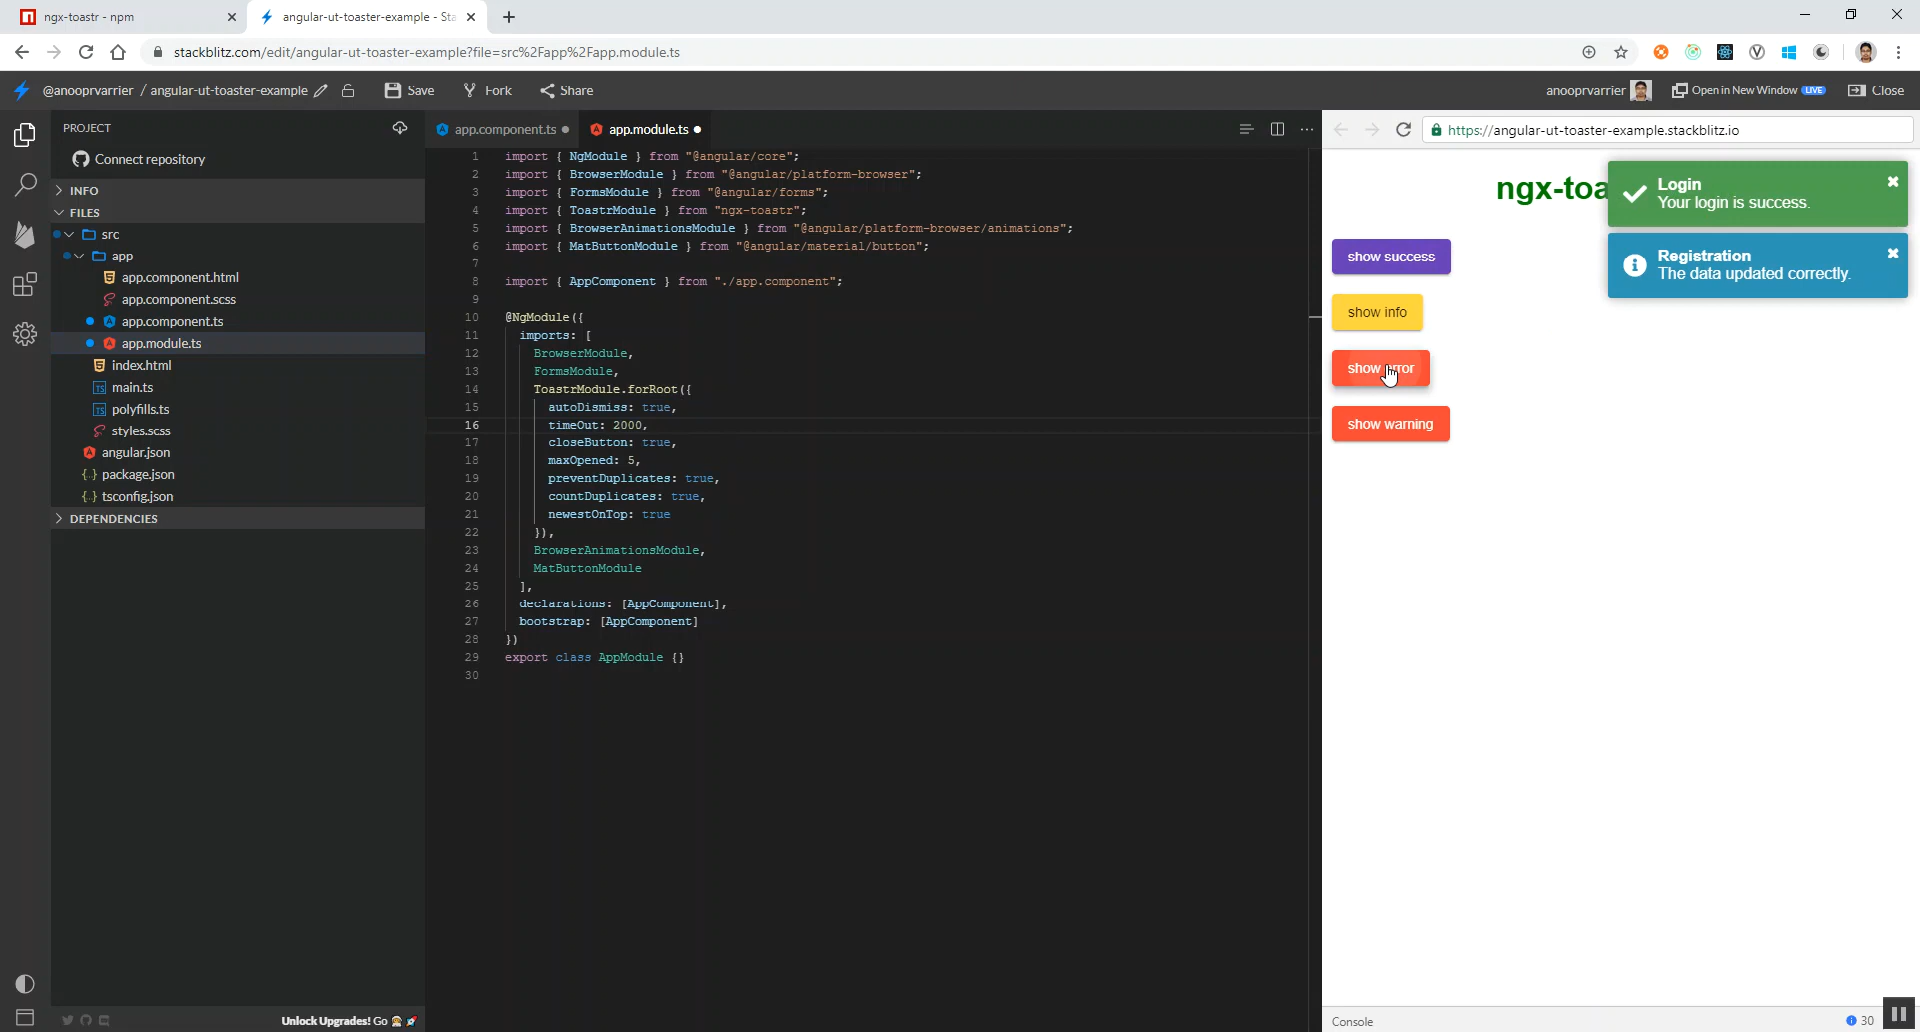 ngx-toastr - npm
angular-ut-toaster-example - Sta
stackblitz.com/edit/angular-ut-toaster-example?file=src%2Fapp%2Fapp.module.ts
@anooprvarrier / angular-ut-toaster-example
Save
Fork
Share
anooprvarrier
Open in New Window LIVE
Close
PROJECT
Connect repository
INFO
FILES
src
app
app.component.html
app.component.scss
app.component.ts
app.module.ts
index.html
main.ts
polyfills.ts
styles.scss
angular.json
package.json
tsconfig.json
DEPENDENCIES
Unlock Upgrades! Go
app.component.ts
app.module.ts
1 import { NgModule } from "@angular/core";
2 import { BrowserModule } from "@angular/platform-browser";
3 import { FormsModule } from "@angular/forms";
4 import { ToastrModule } from "ngx-toastr";
5 import { BrowserAnimationsModule } from "@angular/platform-browser/animations";
6 import { MatButtonModule } from "@angular/material/button";
7
8 import { AppComponent } from "./app.component";
9
10 @NgModule({
11 imports: [
12 BrowserModule,
13 FormsModule,
14 ToastrModule.forRoot({
15 autoDismiss: true,
16 timeOut: 2000,
17 closeButton: true,
18 maxOpened: 5,
19 preventDuplicates: true,
20 countDuplicates: true,
21 newestOnTop: true
22 }),
23 BrowserAnimationsModule,
24 MatButtonModule
25 ],
26 declarations: [AppComponent],
27 bootstrap: [AppComponent]
28 })
29 export class AppModule {}
30
https://angular-ut-toaster-example.stackblitz.io
ngx-toa
Login
Your login is success.
Registration
The data updated correctly.
show success
show info
show error
show warning
Console
30